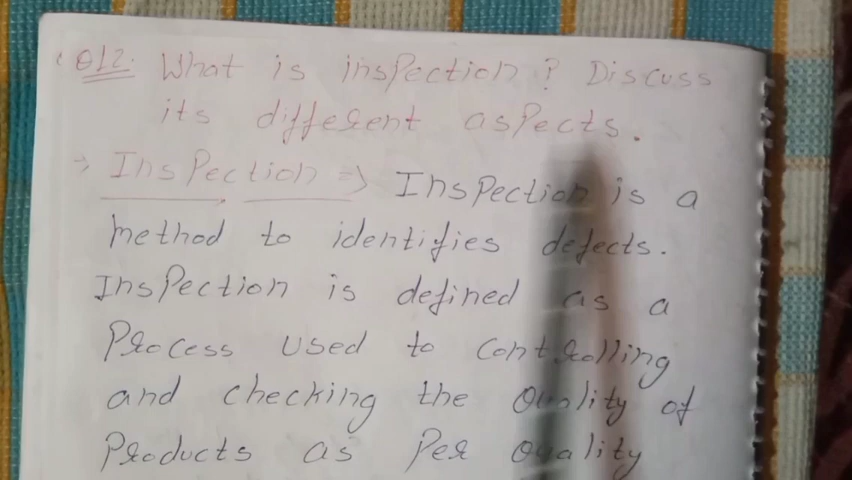 Q12. What is inspection? Discuss
its different aspects.
→ Inspection ⇒ Inspection is a
method to identifies defects.
Inspection is defined as a
Process used to controlling
and checking the Quality of
Products as Per Quality